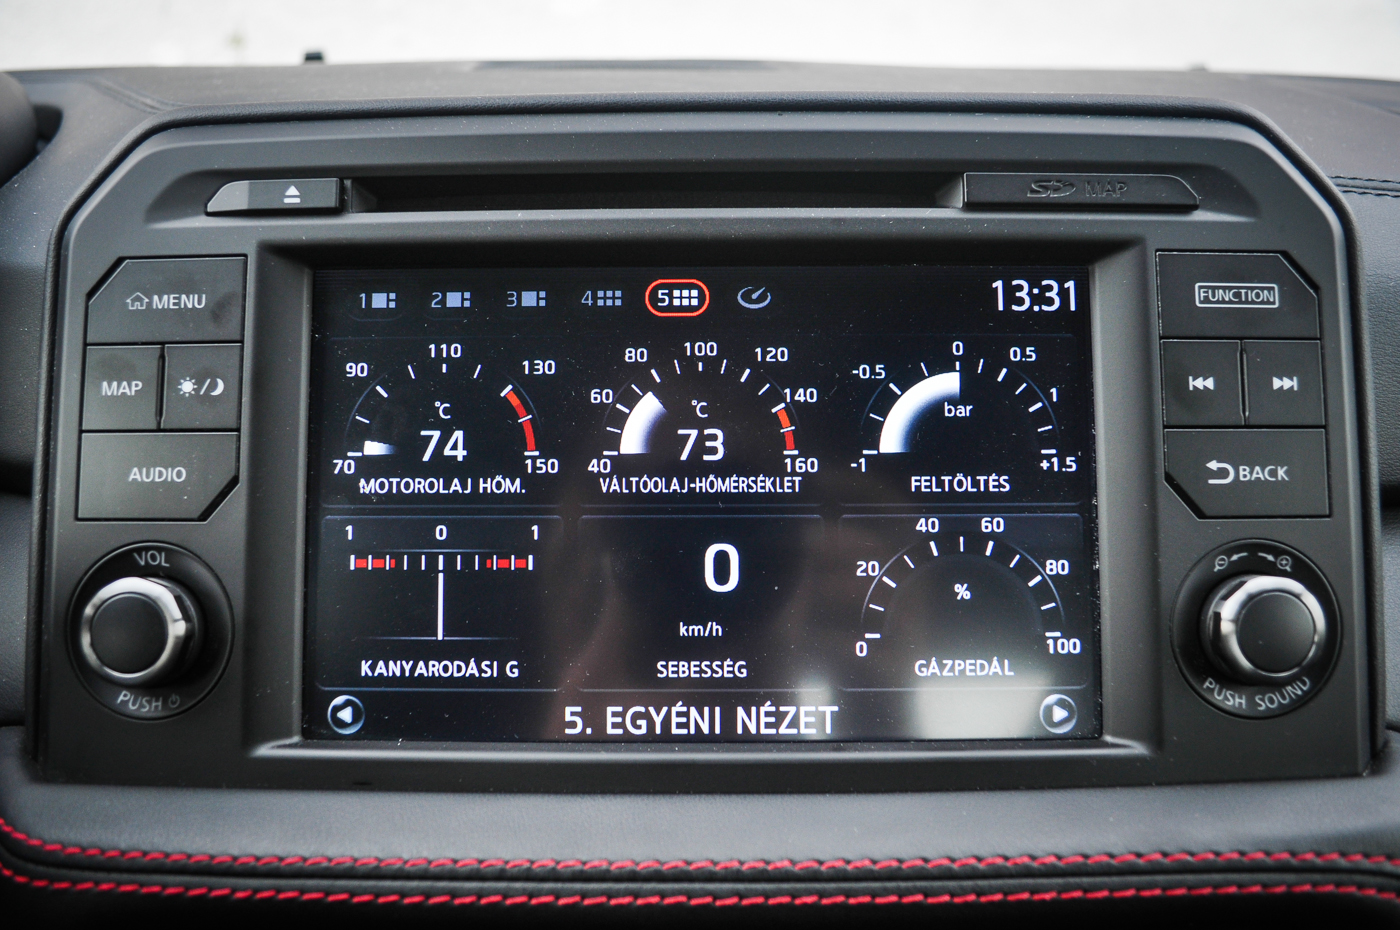 SD MAP
MENU
MAP
AUDIO
VOL
PUSH
1 2 3 4 5
13:31
70 90 110 130 150
°C
74
MOTOROLAJ HŐM.
40 60 80 100 120 140 160
°C
73
VÁLTÓOLAJ-HŐMÉRSÉKLET
-1 -0.5 0 0.5 1 +1.5
bar
FELTÖLTÉS
1 0 1
KANYARODÁSI G
0
km/h
SEBESSÉG
0 20 40 60 80 100
%
GÁZPEDÁL
5. EGYÉNI NÉZET
FUNCTION
BACK
PUSH SOUND